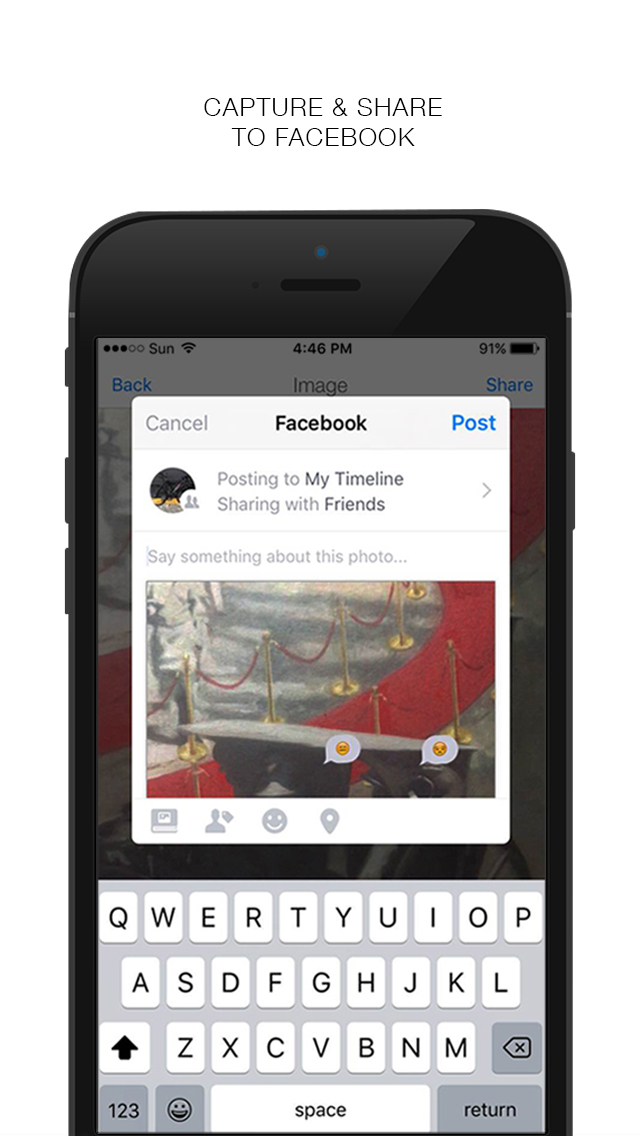 CAPTURE & SHARE
TO FACEBOOK
Sun 4:46 PM 91%
Back Image Share
Cancel Facebook Post
Posting to My Timeline
Sharing with Friends
Say something about this photo...
Q W E R T Y U I O P
A S D F G H J K L
Z X C V B N M
123 space return